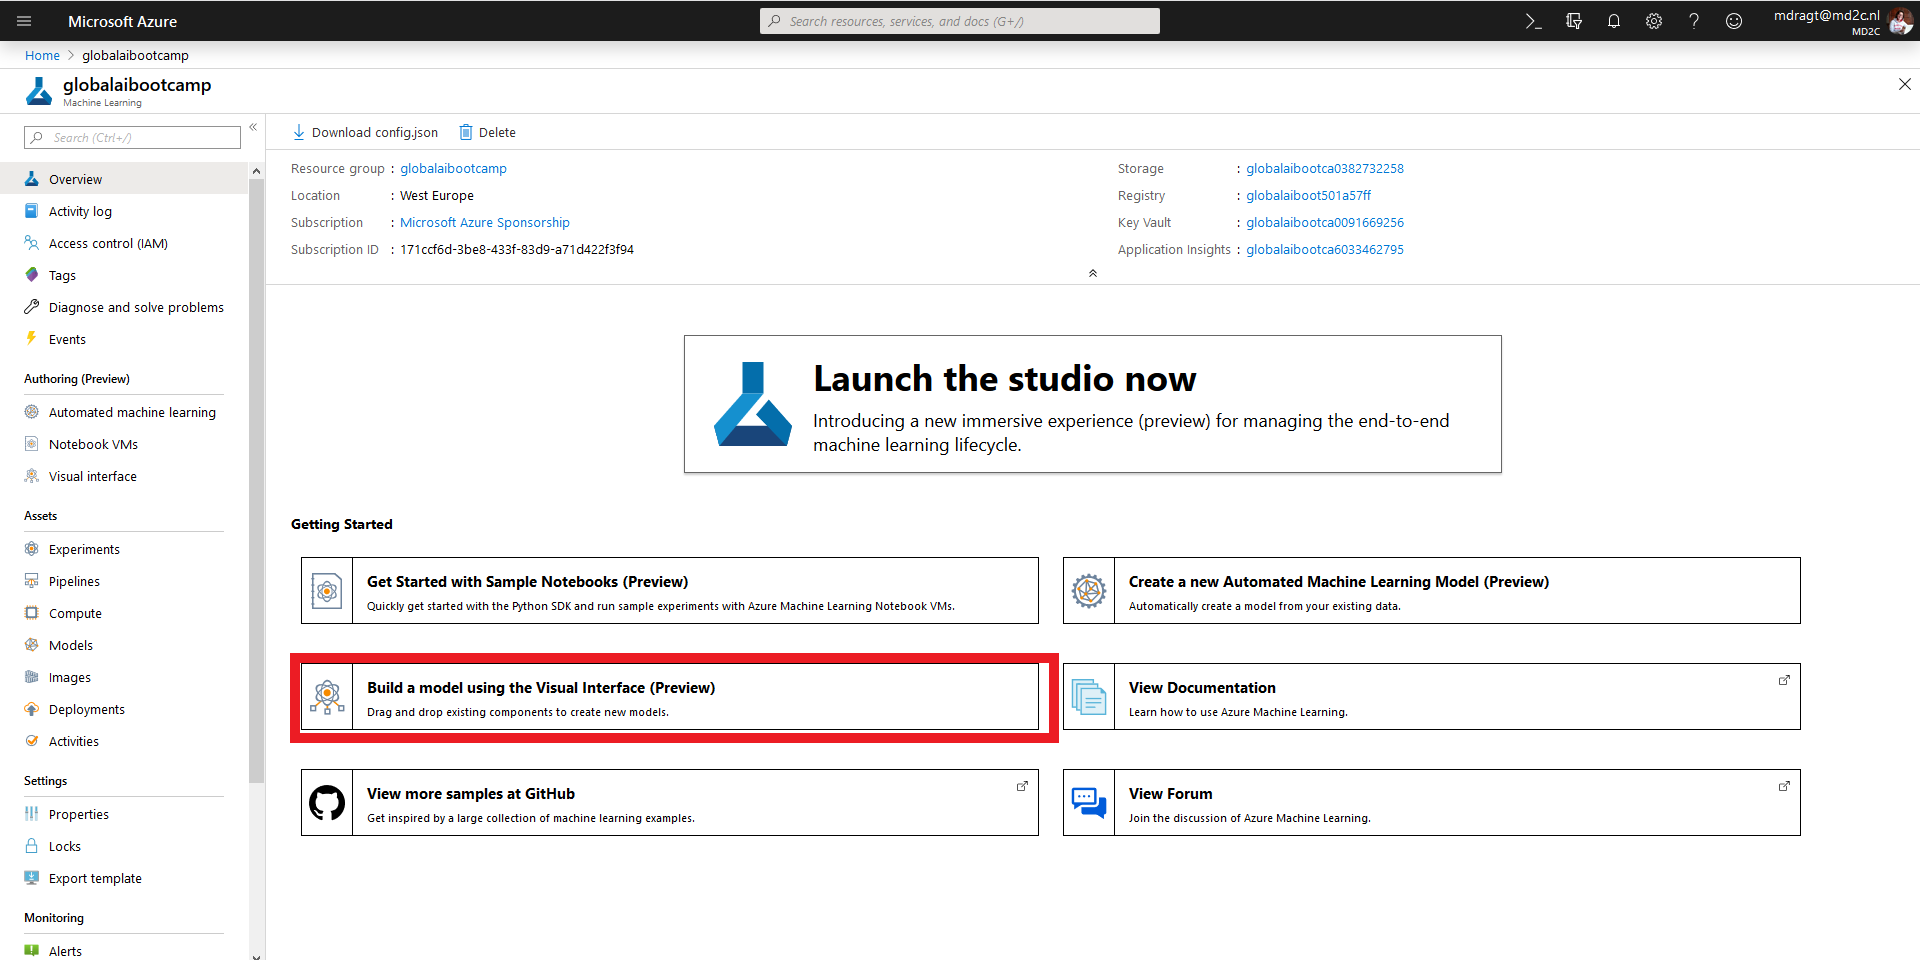 Microsoft Azure
Search resources, services, and docs (G+/)
mdragt@md2c.nl
MD2C
Home > globalaibootcamp
globalaibootcamp
Machine Learning
Search (Ctrl+/)
«
Overview
Activity log
Access control (IAM)
Tags
Diagnose and solve problems
Events
Authoring (Preview)
Automated machine learning
Notebook VMs
Visual interface
Assets
Experiments
Pipelines
Compute
Models
Images
Deployments
Activities
Settings
Properties
Locks
Export template
Monitoring
Alerts
Download config.json
Delete
Resource group : globalaibootcamp
Location : West Europe
Subscription : Microsoft Azure Sponsorship
Subscription ID : 171ccf6d-3be8-433f-83d9-a71d422f3f94
Storage : globalaibootca0382732258
Registry : globalaiboot501a57ff
Key Vault : globalaibootca0091669256
Application Insights : globalaibootca6033462795
Launch the studio now
Introducing a new immersive experience (preview) for managing the end-to-end
machine learning lifecycle.
Getting Started
Get Started with Sample Notebooks (Preview)
Quickly get started with the Python SDK and run sample experiments with Azure Machine Learning Notebook VMs.
Create a new Automated Machine Learning Model (Preview)
Automatically create a model from your existing data.
Build a model using the Visual Interface (Preview)
Drag and drop existing components to create new models.
View Documentation
Learn how to use Azure Machine Learning.
View more samples at GitHub
Get inspired by a large collection of machine learning examples.
View Forum
Join the discussion of Azure Machine Learning.